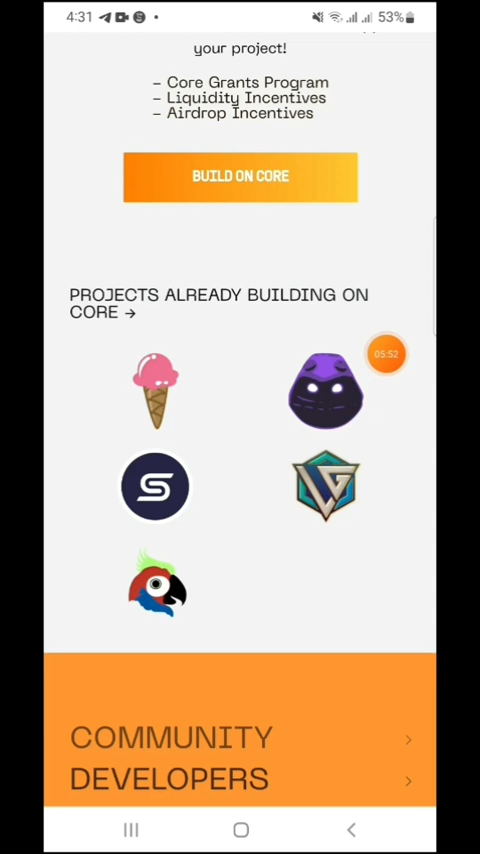 4:31
53%
your project!
– Core Grants Program
– Liquidity Incentives
– Airdrop Incentives
BUILD ON CORE
PROJECTS ALREADY BUILDING ON
CORE →
05:52
COMMUNITY
DEVELOPERS